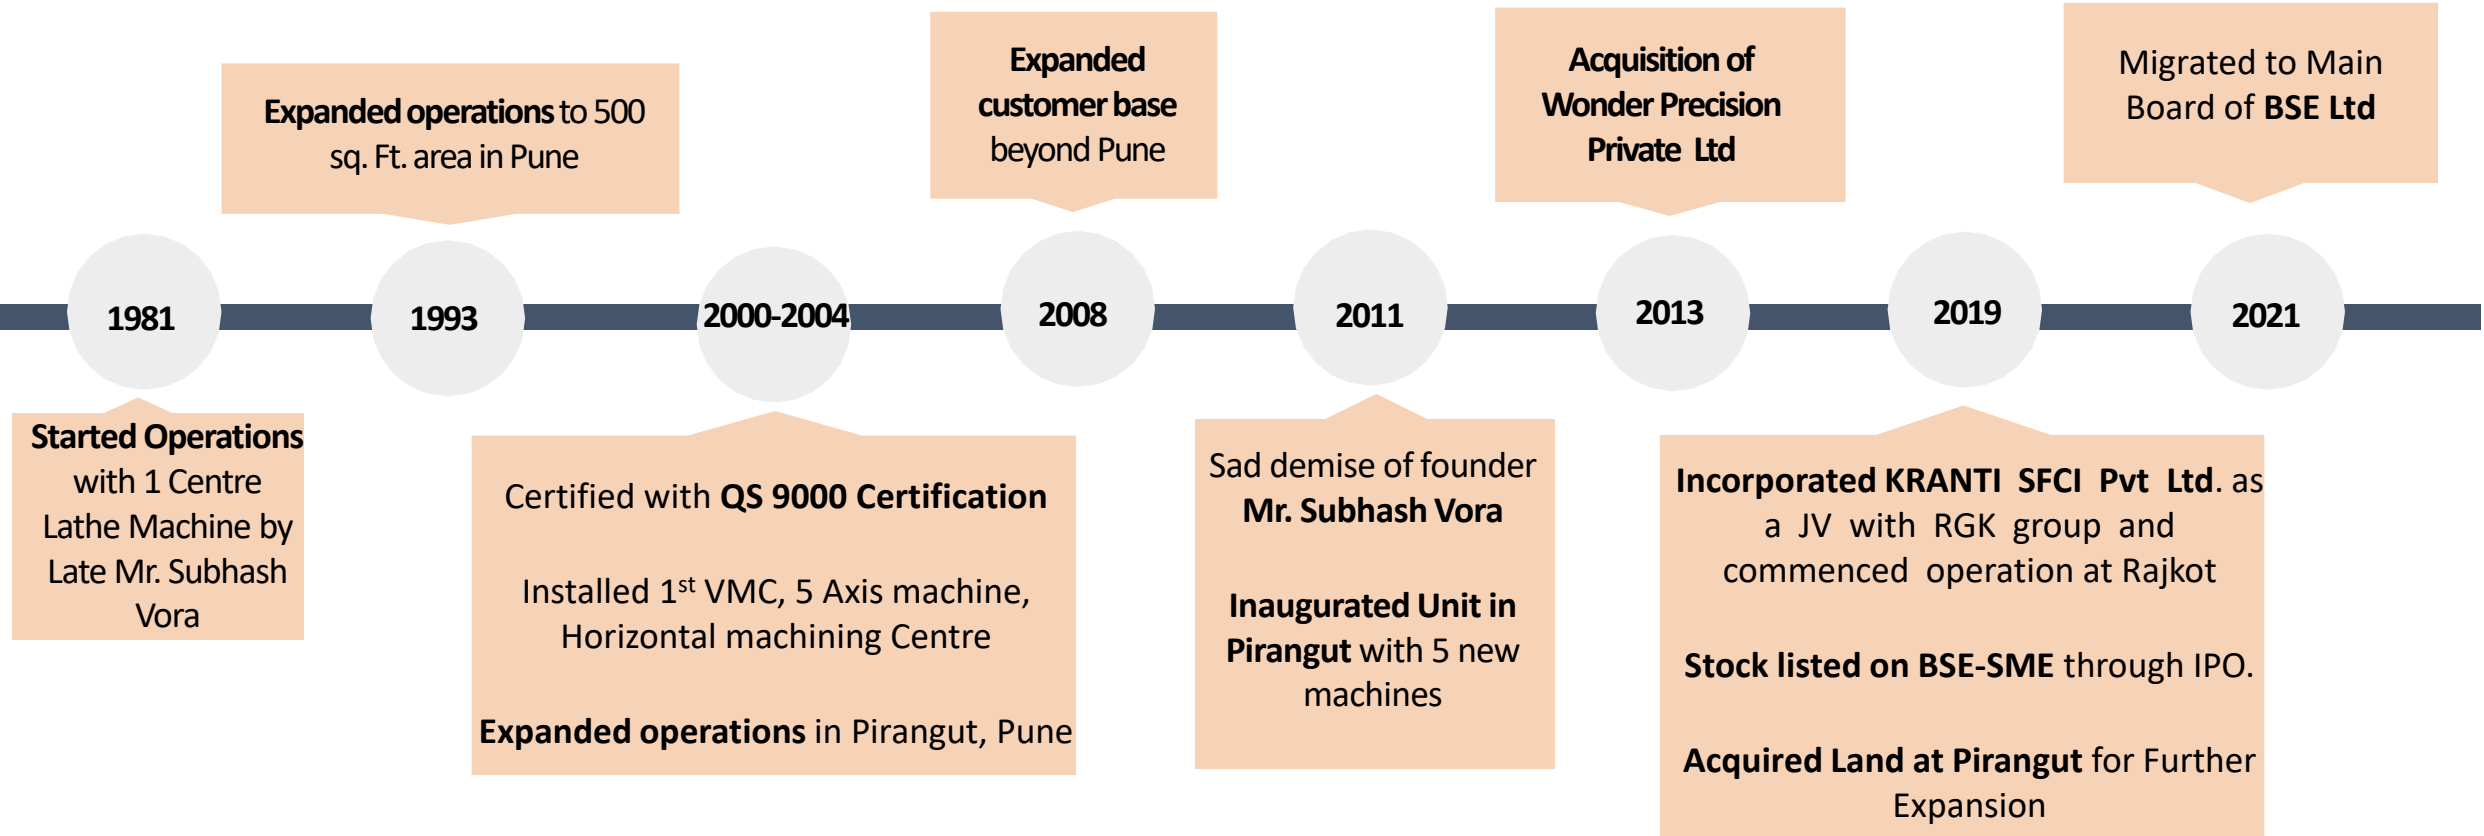 Expanded operations to 500
sq. Ft. area in Pune
Expanded
customer base
beyond Pune
Acquisition of
Wonder Precision
Private Ltd
Migrated to Main
Board of BSE Ltd
1981
1993
2000-2004
2008
2011
2013
2019
2021
Started Operations
with 1 Centre
Lathe Machine by
Late Mr. Subhash
Vora
Certified with QS 9000 Certification
Installed 1st VMC, 5 Axis machine,
Horizontal machining Centre
Expanded operations in Pirangut, Pune
Sad demise of founder
Mr. Subhash Vora
Inaugurated Unit in
Pirangut with 5 new
machines
Incorporated KRANTI SFCI Pvt Ltd. as
a JV with RGK group and
commenced operation at Rajkot
Stock listed on BSE-SME through IPO.
Acquired Land at Pirangut for Further
Expansion